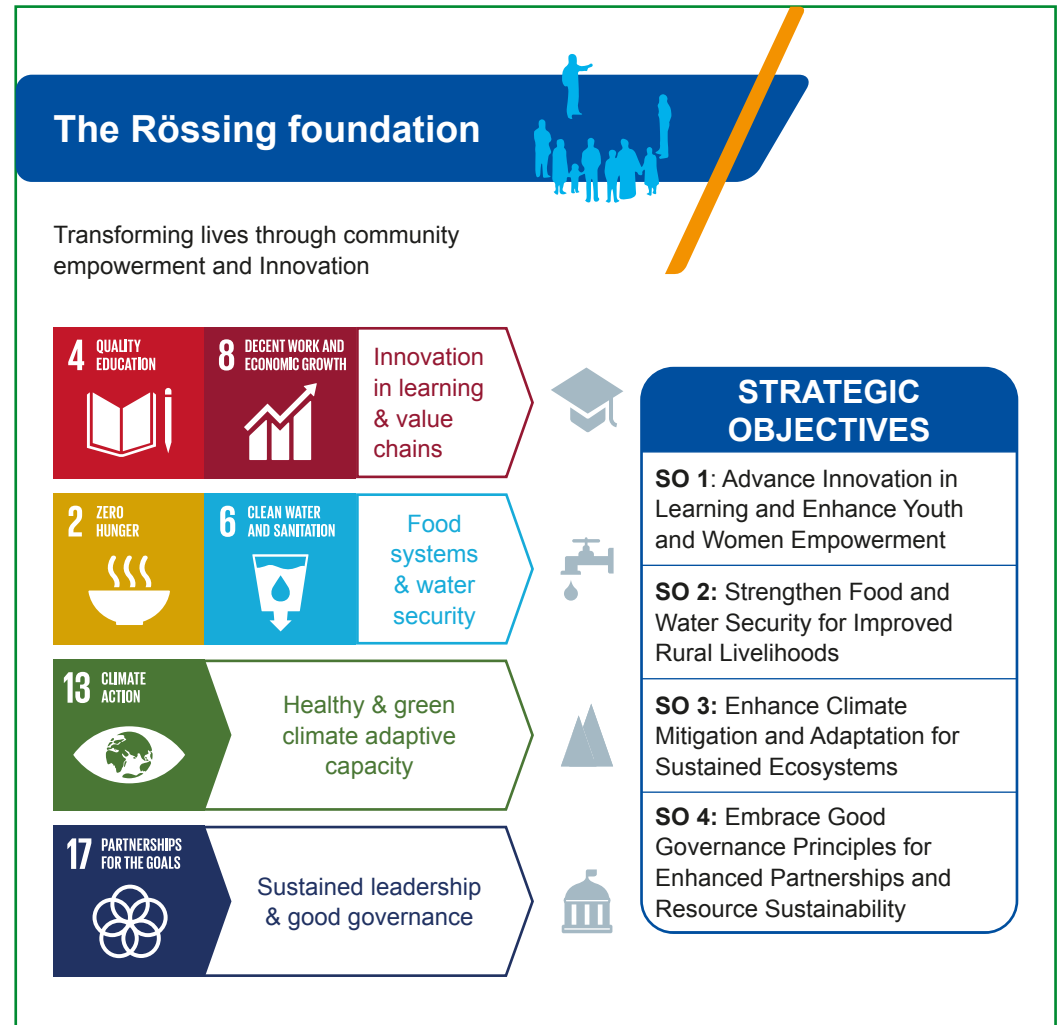 The Rössing foundation
Transforming lives through community
empowerment and Innovation
4 QUALITY
EDUCATION
8 DECENT WORK AND
ECONOMIC GROWTH
Innovation
in learning
& value
chains
2 ZERO
HUNGER
6 CLEAN WATER
AND SANITATION
Food
systems
& water
security
13 CLIMATE
ACTION
Healthy & green
climate adaptive
capacity
17 PARTNERSHIPS
FOR THE GOALS
Sustained leadership
& good governance
STRATEGIC
OBJECTIVES
SO 1: Advance Innovation in
Learning and Enhance Youth
and Women Empowerment
SO 2: Strengthen Food and
Water Security for Improved
Rural Livelihoods
SO 3: Enhance Climate
Mitigation and Adaptation for
Sustained Ecosystems
SO 4: Embrace Good
Governance Principles for
Enhanced Partnerships and
Resource Sustainability